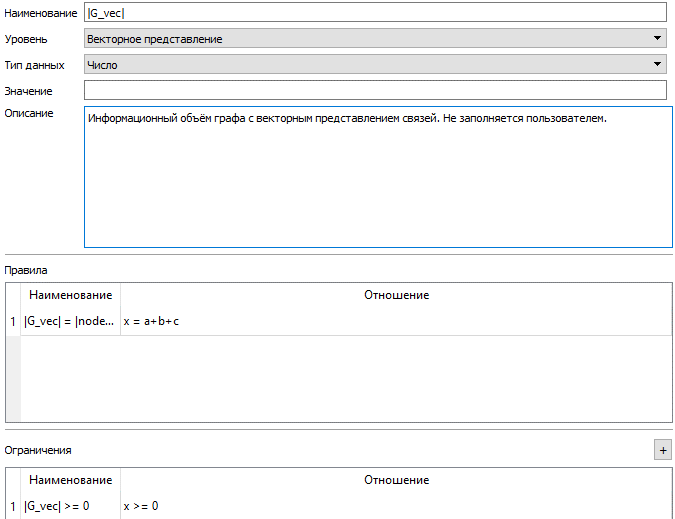 Наименование |G_vec|
Уровень Векторное представление
Тип данных Число
Значение
Описание Информационный объём графа с векторным представлением связей. Не заполняется пользователем.
Правила
Наименование Отношение
1 |G_vec| = |node... x = a+b+c
Ограничения +
Наименование Отношение
1 |G_vec| >= 0 x >= 0